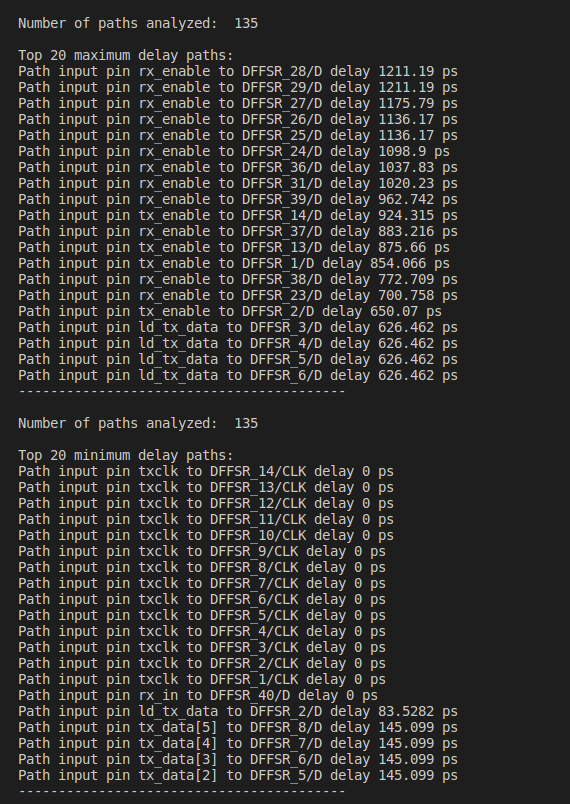 Number of paths analyzed:  135
Top 20 maximum delay paths:
Path input pin rx_enable to DFFSR_28/D delay 1211.19 ps
Path input pin rx_enable to DFFSR_29/D delay 1211.19 ps
Path input pin rx_enable to DFFSR_27/D delay 1175.79 ps
Path input pin rx_enable to DFFSR_26/D delay 1136.17 ps
Path input pin rx_enable to DFFSR_25/D delay 1136.17 ps
Path input pin rx_enable to DFFSR_24/D delay 1098.9 ps
Path input pin rx_enable to DFFSR_36/D delay 1037.83 ps
Path input pin rx_enable to DFFSR_31/D delay 1020.23 ps
Path input pin rx_enable to DFFSR_39/D delay 962.742 ps
Path input pin tx_enable to DFFSR_14/D delay 924.315 ps
Path input pin rx_enable to DFFSR_37/D delay 883.216 ps
Path input pin tx_enable to DFFSR_13/D delay 875.66 ps
Path input pin tx_enable to DFFSR_1/D delay 854.066 ps
Path input pin rx_enable to DFFSR_38/D delay 772.709 ps
Path input pin rx_enable to DFFSR_23/D delay 700.758 ps
Path input pin tx_enable to DFFSR_2/D delay 650.07 ps
Path input pin ld_tx_data to DFFSR_3/D delay 626.462 ps
Path input pin ld_tx_data to DFFSR_4/D delay 626.462 ps
Path input pin ld_tx_data to DFFSR_5/D delay 626.462 ps
Path input pin ld_tx_data to DFFSR_6/D delay 626.462 ps
-----------------------------------------
Number of paths analyzed:  135
Top 20 minimum delay paths:
Path input pin txclk to DFFSR_14/CLK delay 0 ps
Path input pin txclk to DFFSR_13/CLK delay 0 ps
Path input pin txclk to DFFSR_12/CLK delay 0 ps
Path input pin txclk to DFFSR_11/CLK delay 0 ps
Path input pin txclk to DFFSR_10/CLK delay 0 ps
Path input pin txclk to DFFSR_9/CLK delay 0 ps
Path input pin txclk to DFFSR_8/CLK delay 0 ps
Path input pin txclk to DFFSR_7/CLK delay 0 ps
Path input pin txclk to DFFSR_6/CLK delay 0 ps
Path input pin txclk to DFFSR_5/CLK delay 0 ps
Path input pin txclk to DFFSR_4/CLK delay 0 ps
Path input pin txclk to DFFSR_3/CLK delay 0 ps
Path input pin txclk to DFFSR_2/CLK delay 0 ps
Path input pin txclk to DFFSR_1/CLK delay 0 ps
Path input pin rx_in to DFFSR_40/D delay 0 ps
Path input pin ld_tx_data to DFFSR_2/D delay 83.5282 ps
Path input pin tx_data[5] to DFFSR_8/D delay 145.099 ps
Path input pin tx_data[4] to DFFSR_7/D delay 145.099 ps
Path input pin tx_data[3] to DFFSR_6/D delay 145.099 ps
Path input pin tx_data[2] to DFFSR_5/D delay 145.099 ps
-----------------------------------------